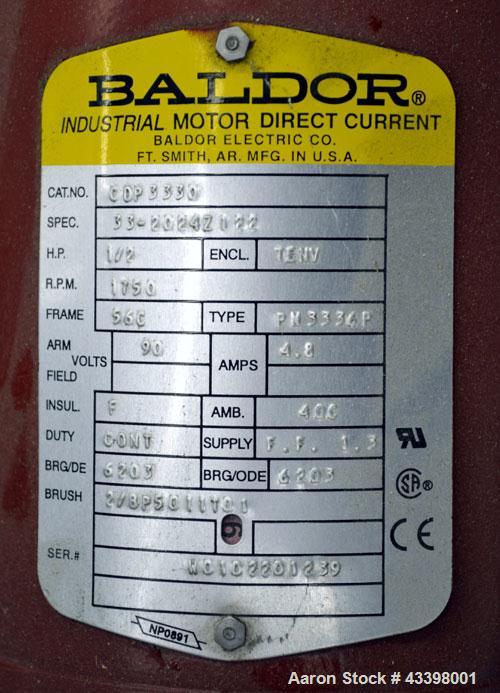 BALDOR®
INDUSTRIAL MOTOR DIRECT CURRENT
BALDOR ELECTRIC CO.
FT. SMITH, AR. MFG. IN U.S.A.
CAT.NO. CDP3330
SPEC. 33-2024Z122
H.P. 1/2 ENCL. TENV
R.P.M. 1750
FRAME 56C TYPE PM3334P
ARM VOLTS 90 AMPS 4.8
FIELD
INSUL. F AMB. 40C
DUTY CONT SUPPLY F.F. 1.3
BRG/DE 6203 BRG/ODE 6203
BRUSH 2/BP5011T01
6
SER.# W0102201239
NP0891
Aaron Stock # 43398001